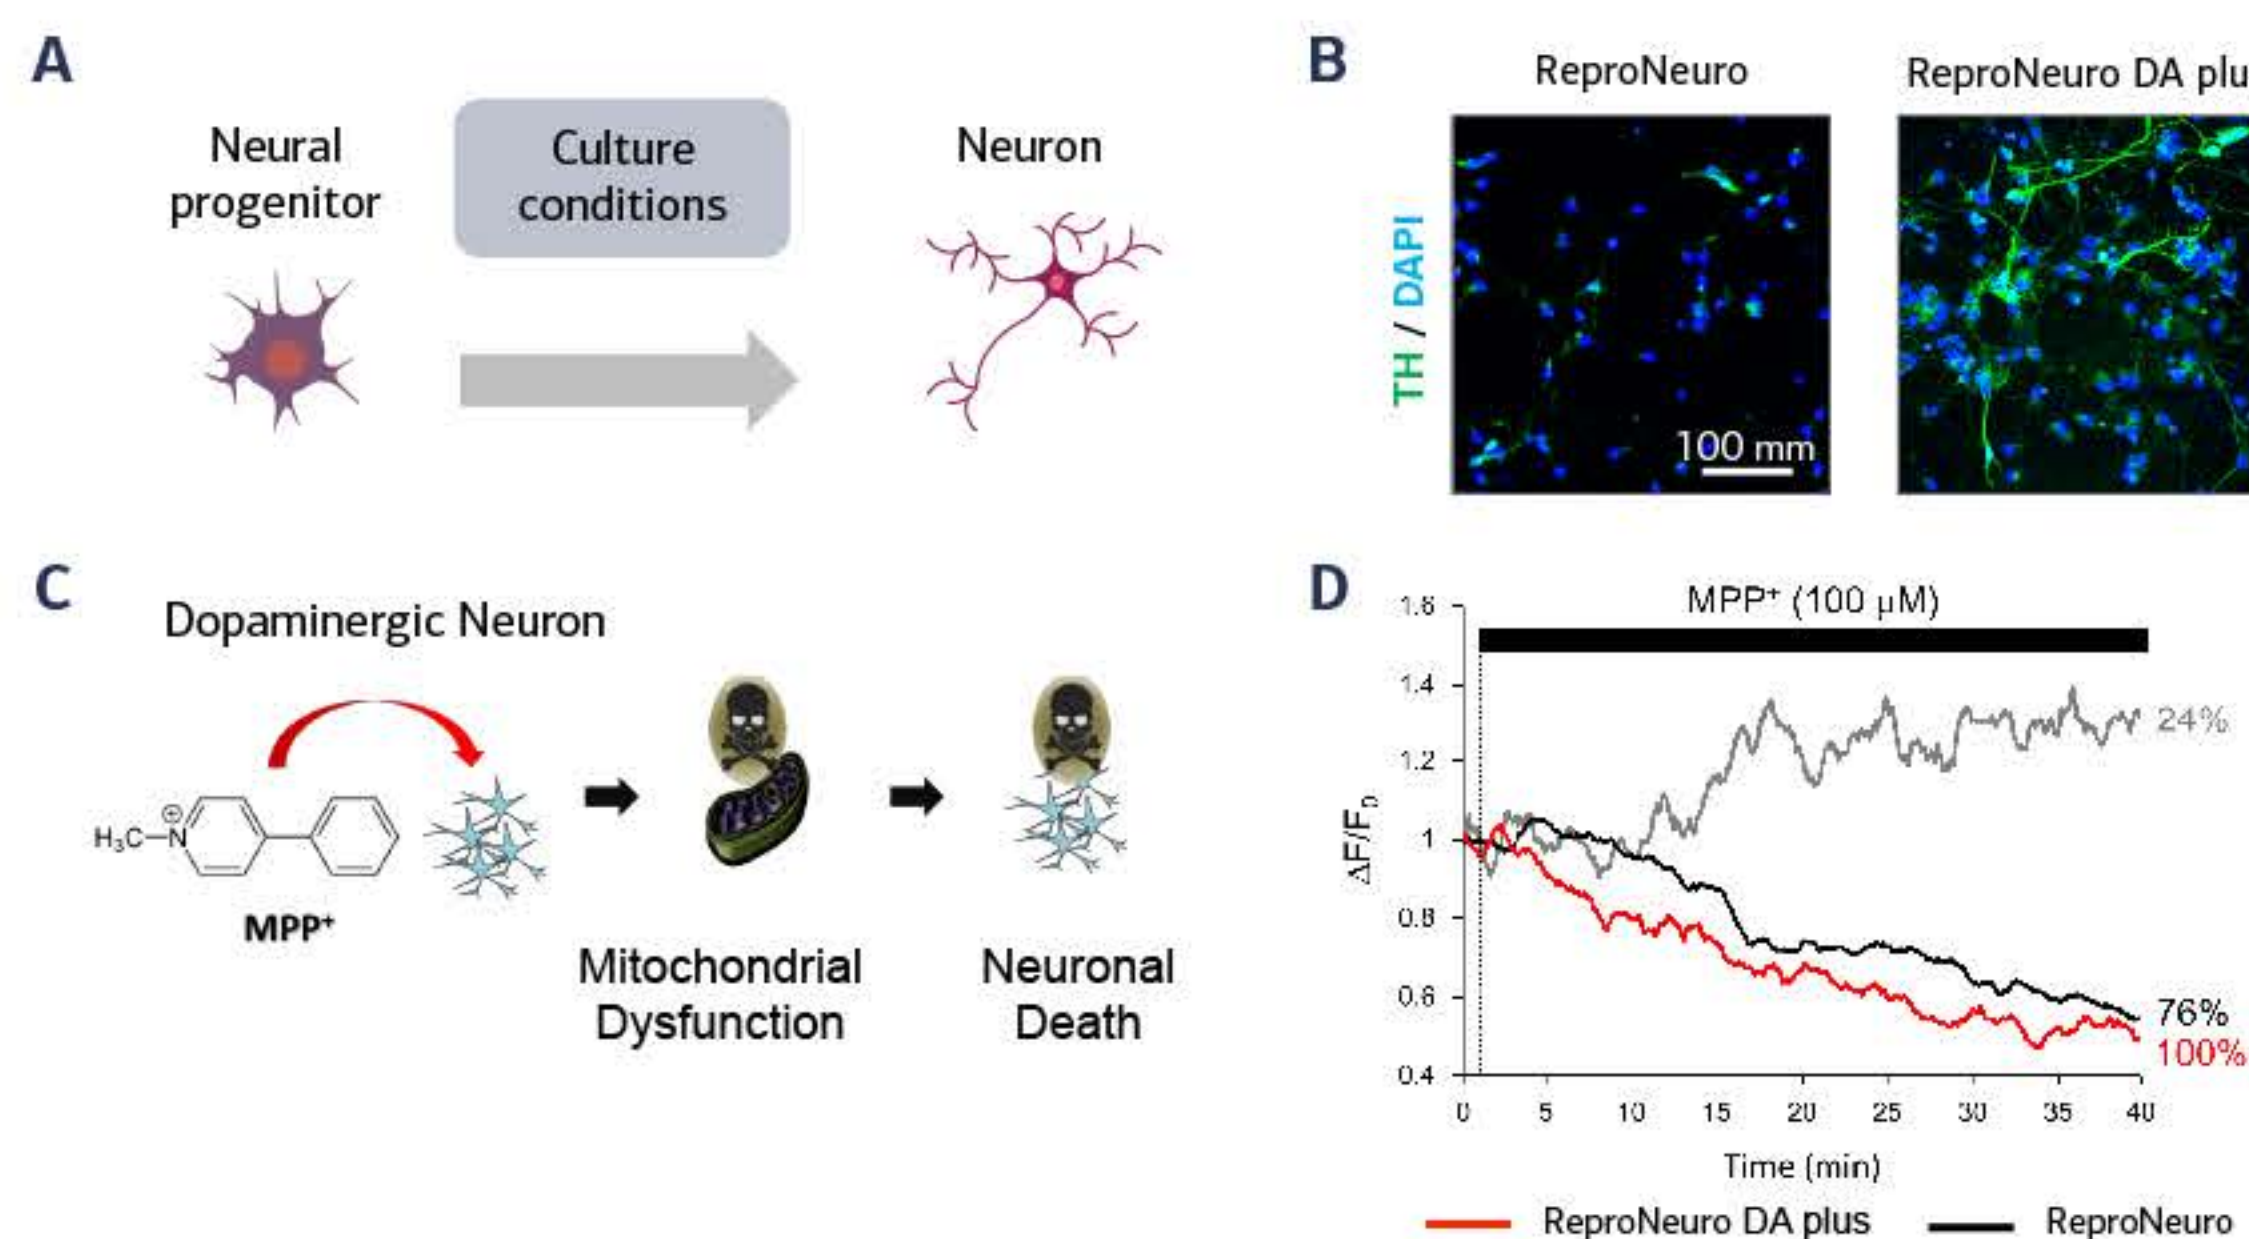 A
Neural
progenitor
Culture
conditions
Neuron
B
ReproNeuro
ReproNeuro DA plu
TH / DAPI
100 mm
C
Dopaminergic Neuron
H₃C
N
⊕
MPP⁺
Mitochondrial
Dysfunction
Neuronal
Death
D
MPP⁺ (100 µM)
1.6
1.4
1.2
1
0.8
0.6
0.4
ΔF/F₀
24%
76%
100%
0 5 10 15 20 25 30 35 40
Time (min)
ReproNeuro DA plus
ReproNeuro